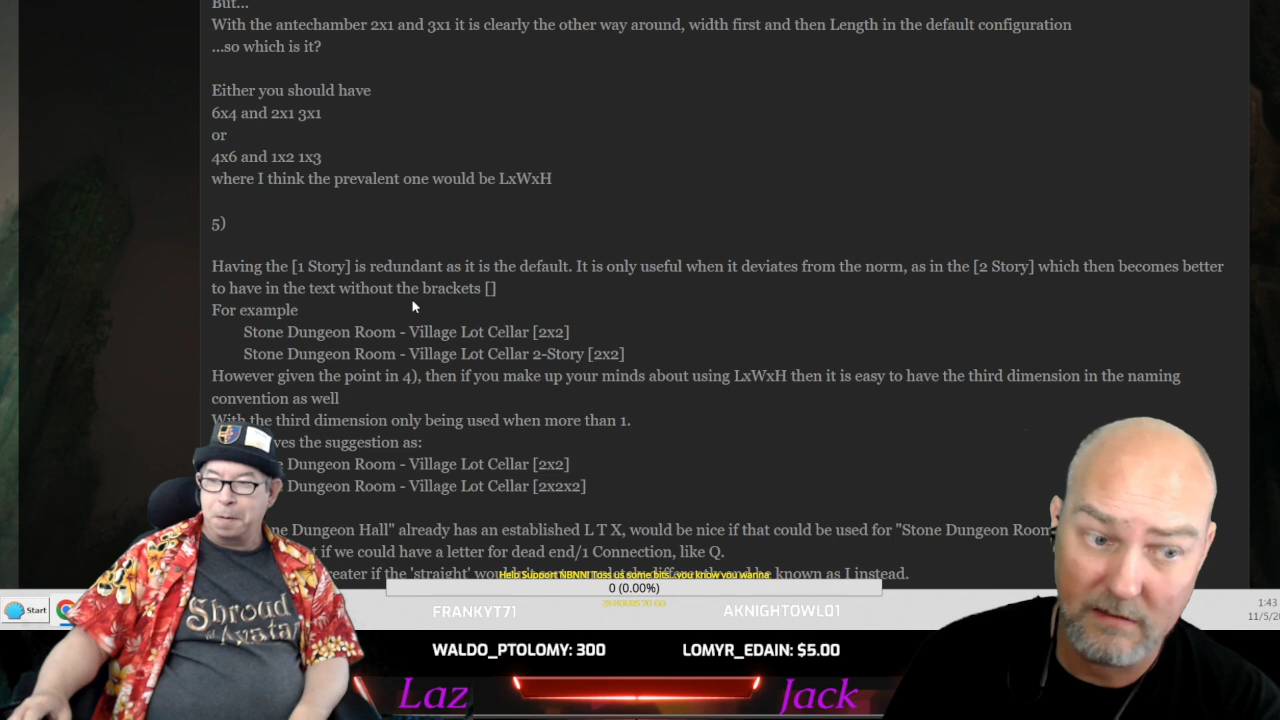 But...
With the antechamber 2x1 and 3x1 it is clearly the other way around, width first and then Length in the default configuration
...so which is it?
Either you should have
6x4 and 2x1 3x1
or
4x6 and 1x2 1x3
where I think the prevalent one would be LxWxH
5)
Having the [1 Story] is redundant as it is the default. It is only useful when it deviates from the norm, as in the [2 Story] which then becomes better
to have in the text without the brackets []
For example
Stone Dungeon Room - Village Lot Cellar [2x2]
Stone Dungeon Room - Village Lot Cellar 2-Story [2x2]
However given the point in 4), then if you make up your minds about using LxWxH then it is easy to have the third dimension in the naming
convention as well
With the third dimension only being used when more than 1.
the suggestion as:
Dungeon Room - Village Lot Cellar [2x2]
Dungeon Room - Village Lot Cellar [2x2x2]
Dungeon Hall" already has an established L T X, would be nice if that could be used for "Stone Dungeon Room
if we could have a letter for dead end/1 Connection, like Q.
if the 'straight' known as I instead.
Help Support NBNN! Toss us some bits...you know you wanna
0 (0.00%)
Start
1:43
FRANKYT71
AKNIGHTOWL01
WALDO_PTOLOMY: 300
LOMYR_EDAIN: $5.00
Shroud
of the Avatar
Laz
Jack